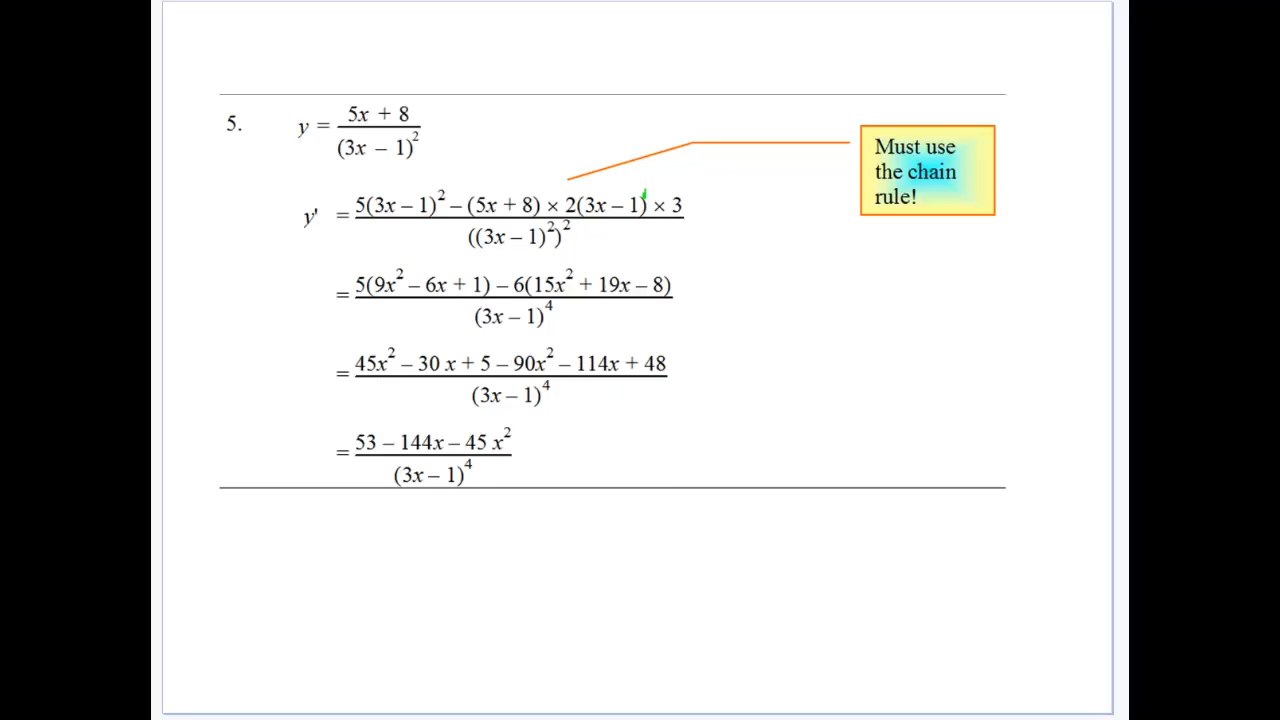 5. y = (5x + 8)/(3x – 1)²
Must use
the chain
rule!
y' = (5(3x – 1)² – (5x + 8) × 2(3x – 1)¹ × 3)/((3x – 1)²)²
= (5(9x² – 6x + 1) – 6(15x² + 19x – 8))/(3x – 1)⁴
= (45x² – 30 x + 5 – 90x² – 114x + 48)/(3x – 1)⁴
= (53 – 144x – 45 x²)/(3x – 1)⁴